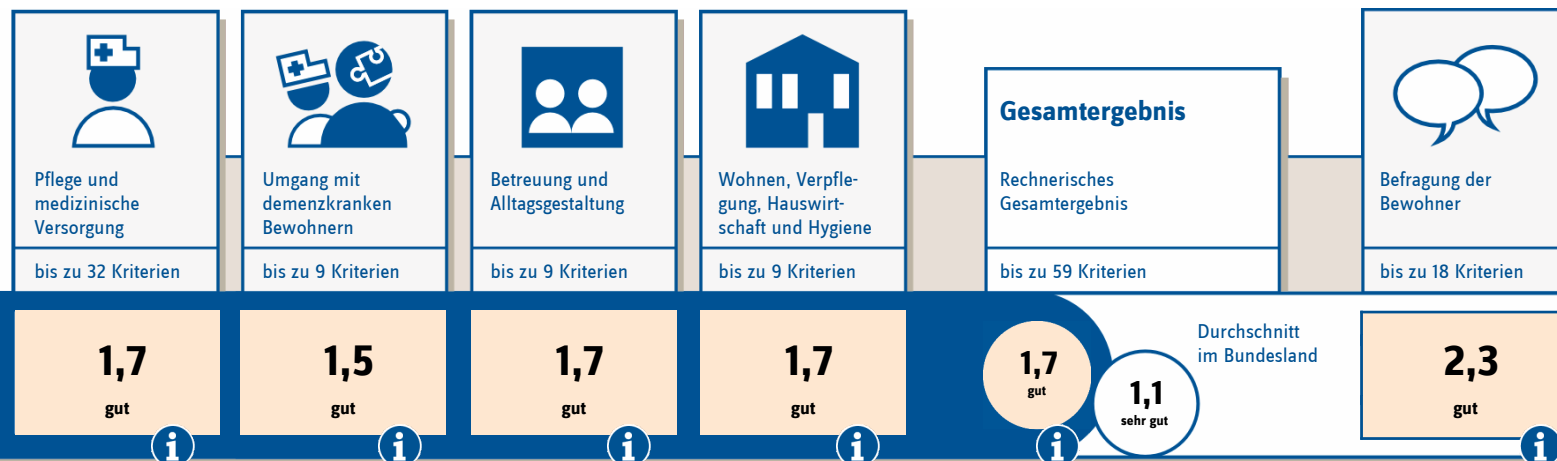 Pflege und
medizinische
Versorgung
bis zu 32 Kriterien
1,7
gut
Umgang mit
demenzkranken
Bewohnern
bis zu 9 Kriterien
1,5
gut
Betreuung und
Alltagsgestaltung
bis zu 9 Kriterien
1,7
gut
Wohnen, Verpfle-
gung, Hauswirt-
schaft und Hygiene
bis zu 9 Kriterien
1,7
gut
Gesamtergebnis
Rechnerisches
Gesamtergebnis
bis zu 59 Kriterien
1,7
gut
Durchschnitt
im Bundesland
1,1
sehr gut
Befragung der
Bewohner
bis zu 18 Kriterien
2,3
gut
i
i
i
i
i
i